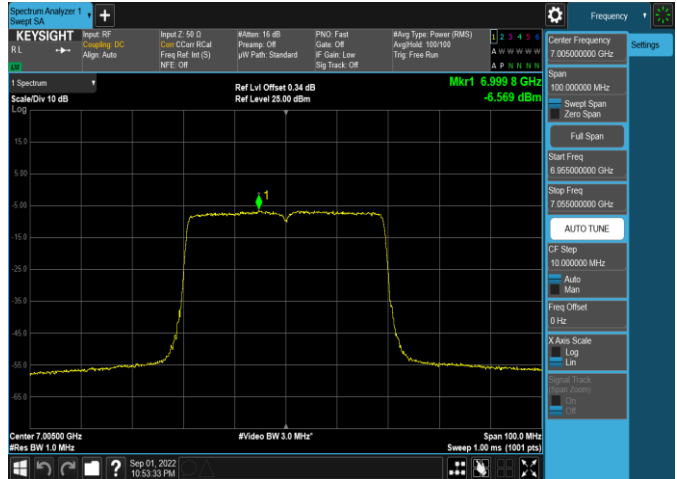 Spectrum Analyzer 1
Swept SA
Frequency
KEYSIGHT
R L
Input: RF
Coupling: DC
Align: Auto
Input Z: 50 Ω
Corr CCorr RCal
Freq Ref: Int (S)
NFE: Off
#Atten: 16 dB
Preamp: Off
µW Path: Standard
PNO: Fast
Gate: Off
IF Gain: Low
Sig Track: Off
#Avg Type: Power (RMS)
Avg|Hold: 100/100
Trig: Free Run
1 2 3 4 5 6
A W W W W W
A P N N N N
1 Spectrum
Scale/Div 10 dB
Log
Ref Lvl Offset 0.34 dB
Ref Level 25.00 dBm
Mkr1 6.999 8 GHz
-6.569 dBm
15.0
5.00
-5.00
-15.0
-25.0
-35.0
-45.0
-55.0
-65.0
1
Center 7.00500 GHz
#Res BW 1.0 MHz
#Video BW 3.0 MHz*
Span 100.0 MHz
Sweep 1.00 ms (1001 pts)
Sep 01, 2022
10:53:33 PM
Center Frequency
7.005000000 GHz
Settings
Span
100.000000 MHz
Swept Span
Zero Span
Full Span
Start Freq
6.955000000 GHz
Stop Freq
7.055000000 GHz
AUTO TUNE
CF Step
10.000000 MHz
Auto
Man
Freq Offset
0 Hz
X Axis Scale
Log
Lin
Signal Track
(Span Zoom)
On
Off